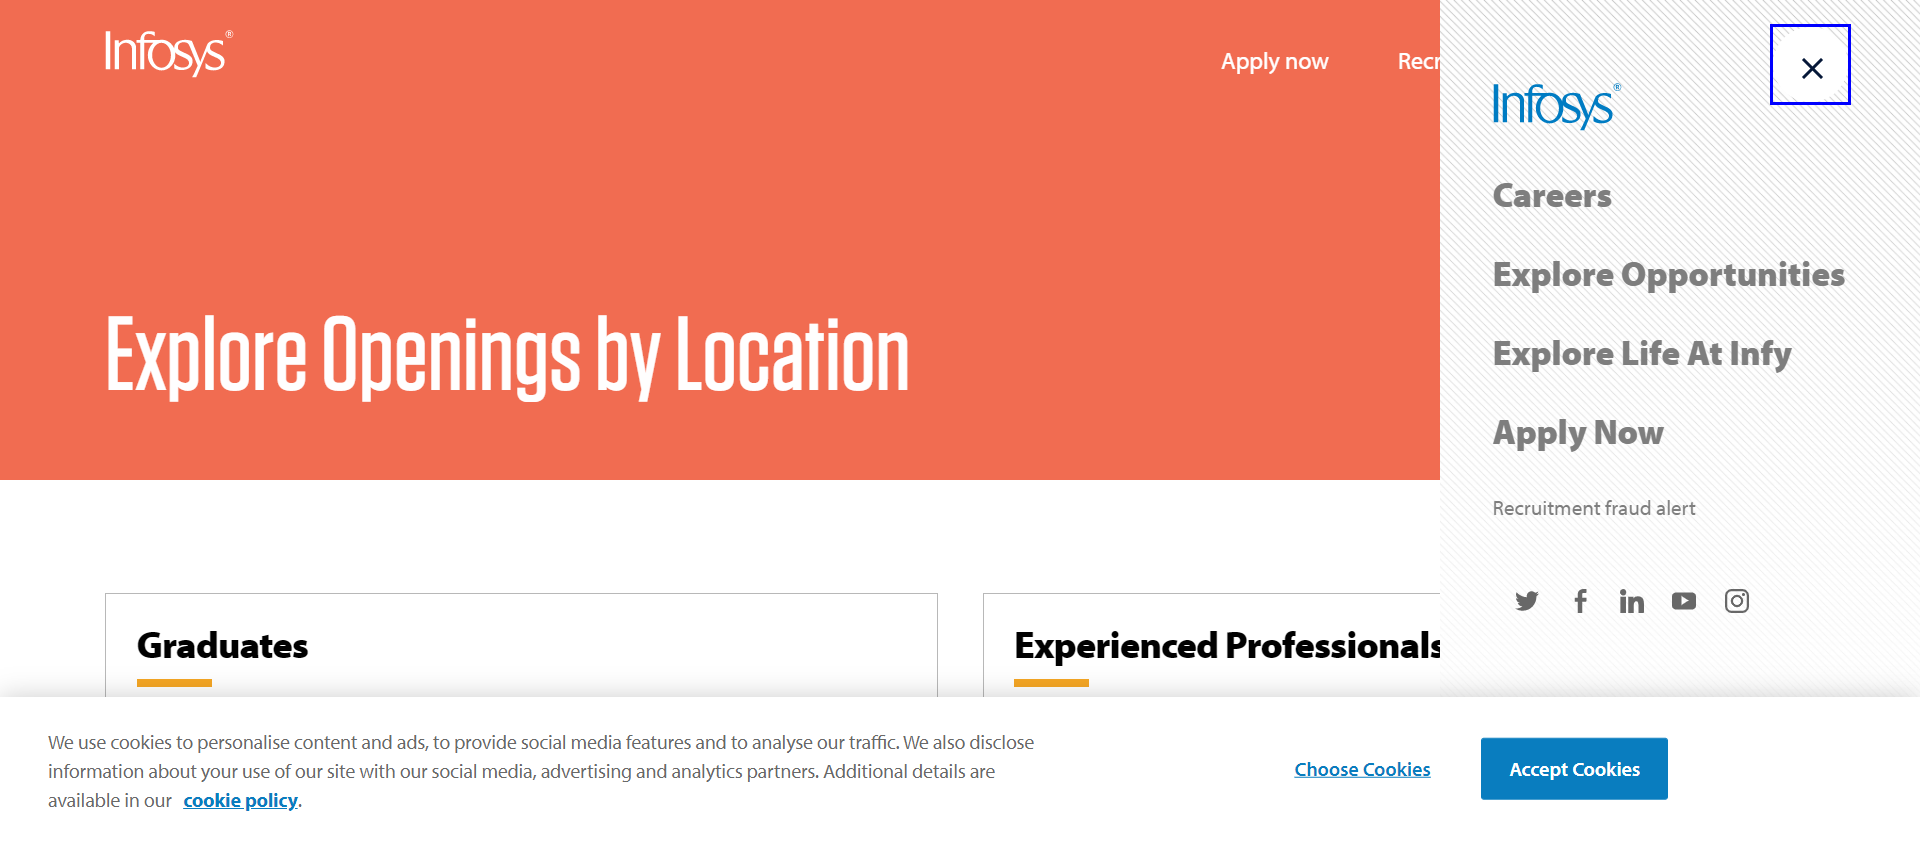 Infosys®
Apply now
Recr
Infosys®
Careers
Explore Opportunities
Explore Life At Infy
Apply Now
Recruitment fraud alert
Explore Openings by Location
Graduates
Experienced Professionals
We use cookies to personalise content and ads, to provide social media features and to analyse our traffic. We also disclose
information about your use of our site with our social media, advertising and analytics partners. Additional details are
available in our cookie policy.
Choose Cookies
Accept Cookies